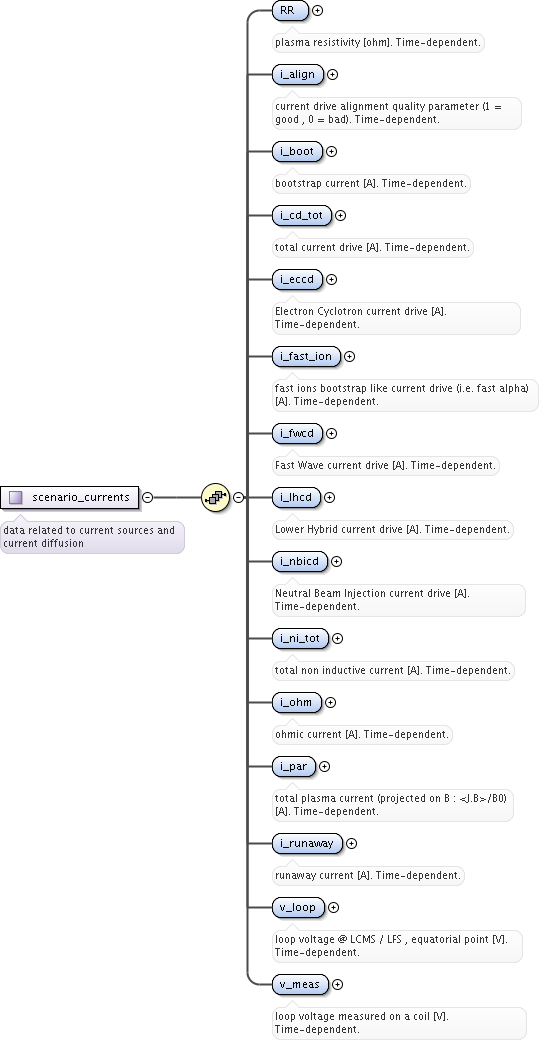 RR
plasma resistivity [ohm]. Time-dependent.
i_align
current drive alignment quality parameter (1 =
good , 0 = bad). Time-dependent.
i_boot
bootstrap current [A]. Time-dependent.
i_cd_tot
total current drive [A]. Time-dependent.
i_eccd
Electron Cyclotron current drive [A].
Time-dependent.
i_fast_ion
fast ions bootstrap like current drive (i.e. fast alpha)
[A]. Time-dependent.
i_fwcd
Fast Wave current drive [A]. Time-dependent.
scenario_currents
data related to current sources and
current diffusion
i_lhcd
Lower Hybrid current drive [A]. Time-dependent.
i_nbicd
Neutral Beam Injection current drive [A].
Time-dependent.
i_ni_tot
total non inductive current [A]. Time-dependent.
i_ohm
ohmic current [A]. Time-dependent.
i_par
total plasma current (projected on B : <J.B>/B0)
[A]. Time-dependent.
i_runaway
runaway current [A]. Time-dependent.
v_loop
loop voltage @ LCMS / LFS , equatorial point [V].
Time-dependent.
v_meas
loop voltage measured on a coil [V].
Time-dependent.